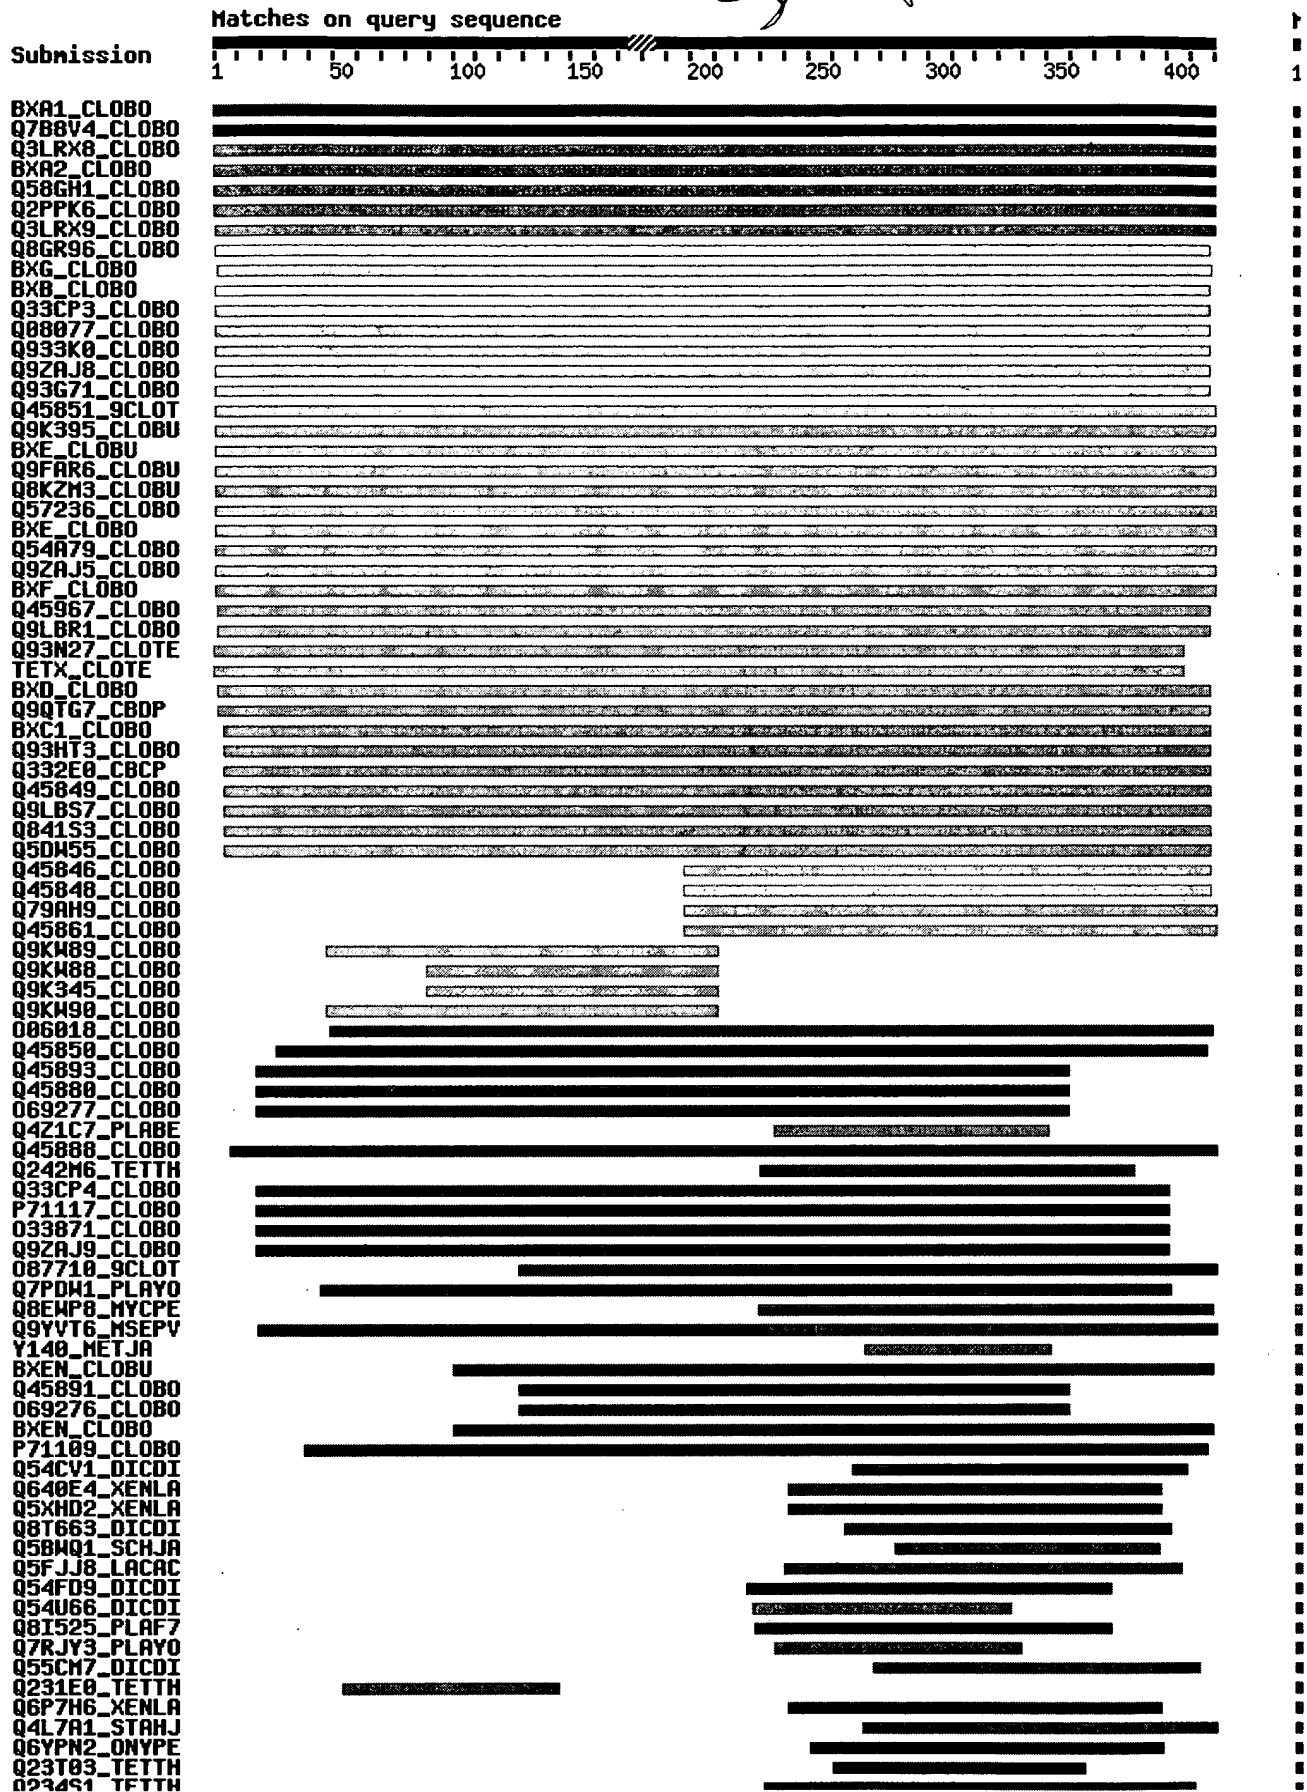 Matches on query sequence
Submission
1 50 100 150 200 250 300 350 400 1
BXA1_CLOBO
Q7B8V4_CLOBO
Q3LRX8_CLOBO
BXA2_CLOBO
Q58GH1_CLOBO
Q2PPK6_CLOBO
Q3LRX9_CLOBO
Q8GR96_CLOBO
BXG_CLOBO
BXB_CLOBO
Q33CP3_CLOBO
Q08077_CLOBO
Q933K0_CLOBO
Q9ZAJ8_CLOBO
Q93G71_CLOBO
Q45851_9CLOT
Q9K395_CLOBU
BXE_CLOBU
Q9FAR6_CLOBU
Q8KZM3_CLOBU
Q57236_CLOBO
BXE_CLOBO
Q54A79_CLOBO
Q9ZAJ5_CLOBO
BXF_CLOBO
Q45967_CLOBO
Q9LBR1_CLOBO
Q93N27_CLOTE
TETX_CLOTE
BXD_CLOBO
Q9QTG7_CBDP
BXC1_CLOBO
Q93HT3_CLOBO
Q332E0_CBCP
Q45849_CLOBO
Q9LBS7_CLOBO
Q841S3_CLOBO
Q5DW55_CLOBO
Q45846_CLOBO
Q45848_CLOBO
Q79AH9_CLOBO
Q45861_CLOBO
Q9KW89_CLOBO
Q9KW88_CLOBO
Q9K345_CLOBO
Q9KW90_CLOBO
O06018_CLOBO
Q45850_CLOBO
Q45893_CLOBO
Q45880_CLOBO
O69277_CLOBO
Q4Z1C7_PLABE
Q45888_CLOBO
Q242M6_TETTH
Q33CP4_CLOBO
P71117_CLOBO
O33871_CLOBO
Q9ZAJ9_CLOBO
O87710_9CLOT
Q7PDW1_PLAYO
Q8EWP8_MYCPE
Q9YVT6_MSEPV
Y140_METJA
BXEN_CLOBU
Q45891_CLOBO
O69276_CLOBO
BXEN_CLOBO
P71109_CLOBO
Q54CV1_DICDI
Q640E4_XENLA
Q5XHD2_XENLA
Q8T663_DICDI
Q5BWQ1_SCHJA
Q5FJJ8_LACAC
Q54FD9_DICDI
Q54U66_DICDI
Q8I525_PLAF7
Q7RJY3_PLAYO
Q55CM7_DICDI
Q231E0_TETTH
Q6P7H6_XENLA
Q4L7A1_STAHJ
Q6YPN2_ONYPE
Q23T03_TETTH
Q234S1_TETTH